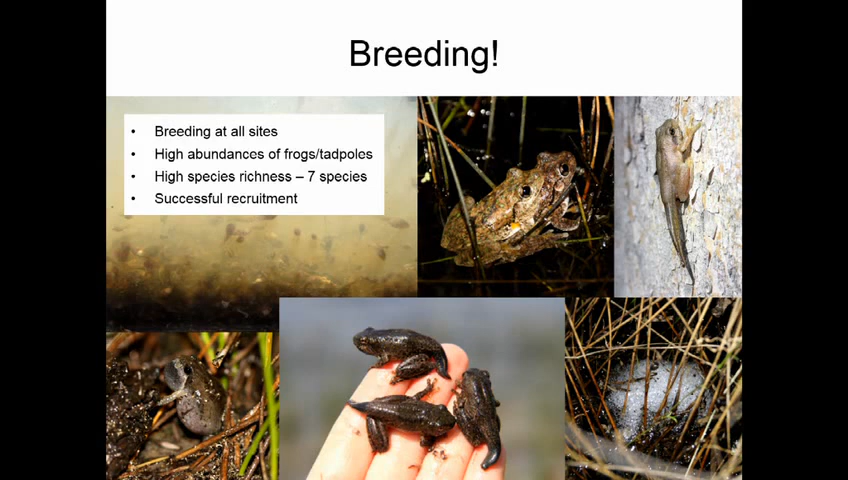 Breeding!
• Breeding at all sites
• High abundances of frogs/tadpoles
• High species richness – 7 species
• Successful recruitment